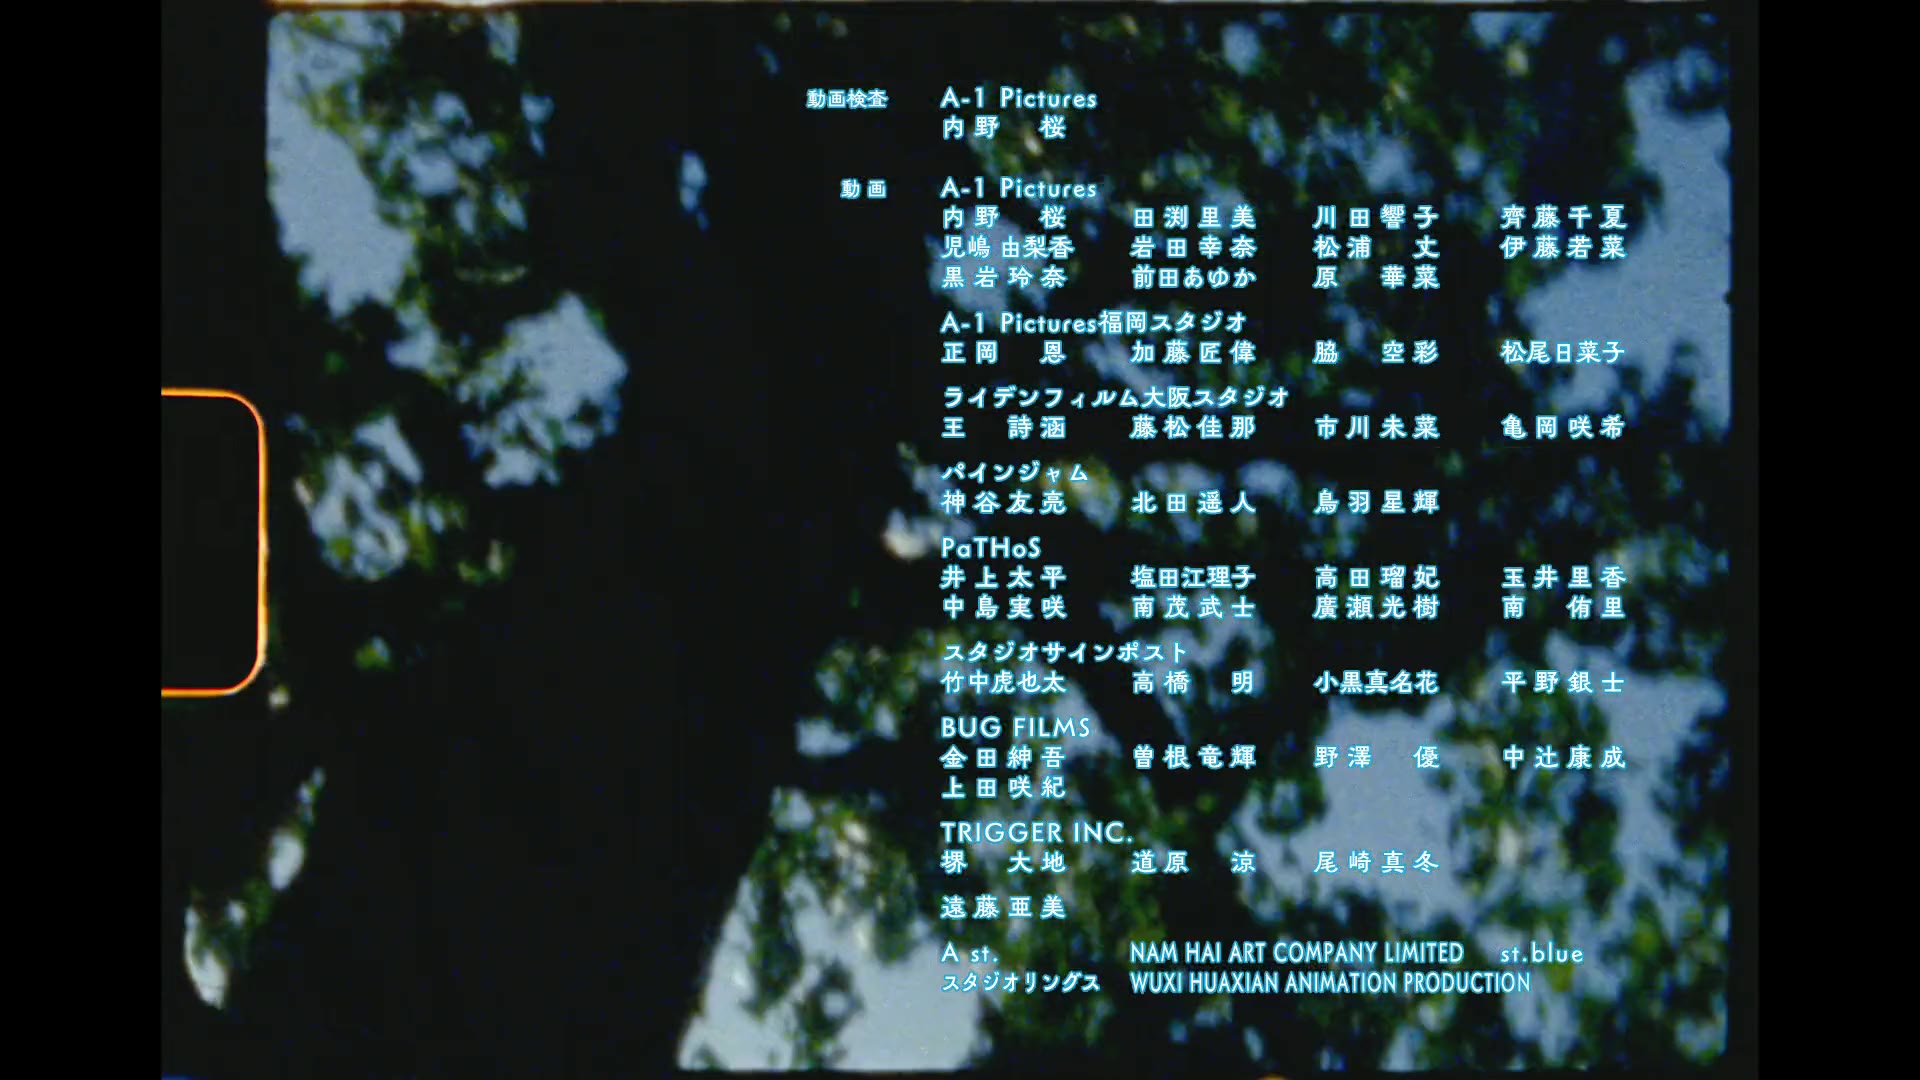 動画検査 A-1 Pictures
内野 桜
動画 A-1 Pictures
内野 桜 田渕里美 川田響子 齊藤千夏
児嶋由梨香 岩田幸奈 松浦 丈 伊藤若菜
黒岩玲奈 前田あゆか 原 華菜
A-1 Pictures福岡スタジオ
正岡 恩 加藤匠偉 脇 空彩 松尾日菜子
ライデンフィルム大阪スタジオ
王 詩涵 藤松佳那 市川未菜 亀岡咲希
パインジャム
神谷友亮 北田遥人 鳥羽星輝
PaTHoS
井上太平 塩田江理子 高田瑠妃 玉井里香
中島実咲 南茂武士 廣瀬光樹 南 侑里
スタジオサインポスト
竹中虎也太 高橋 明 小黒真名花 平野銀士
BUG FILMS
金田紳吾 曽根竜輝 野澤 優 中辻康成
上田咲紀
TRIGGER INC.
堺 大地 道原 涼 尾崎真冬
遠藤亜美
A st. NAM HAI ART COMPANY LIMITED st.blue
スタジオリングス WUXI HUAXIAN ANIMATION PRODUCTION